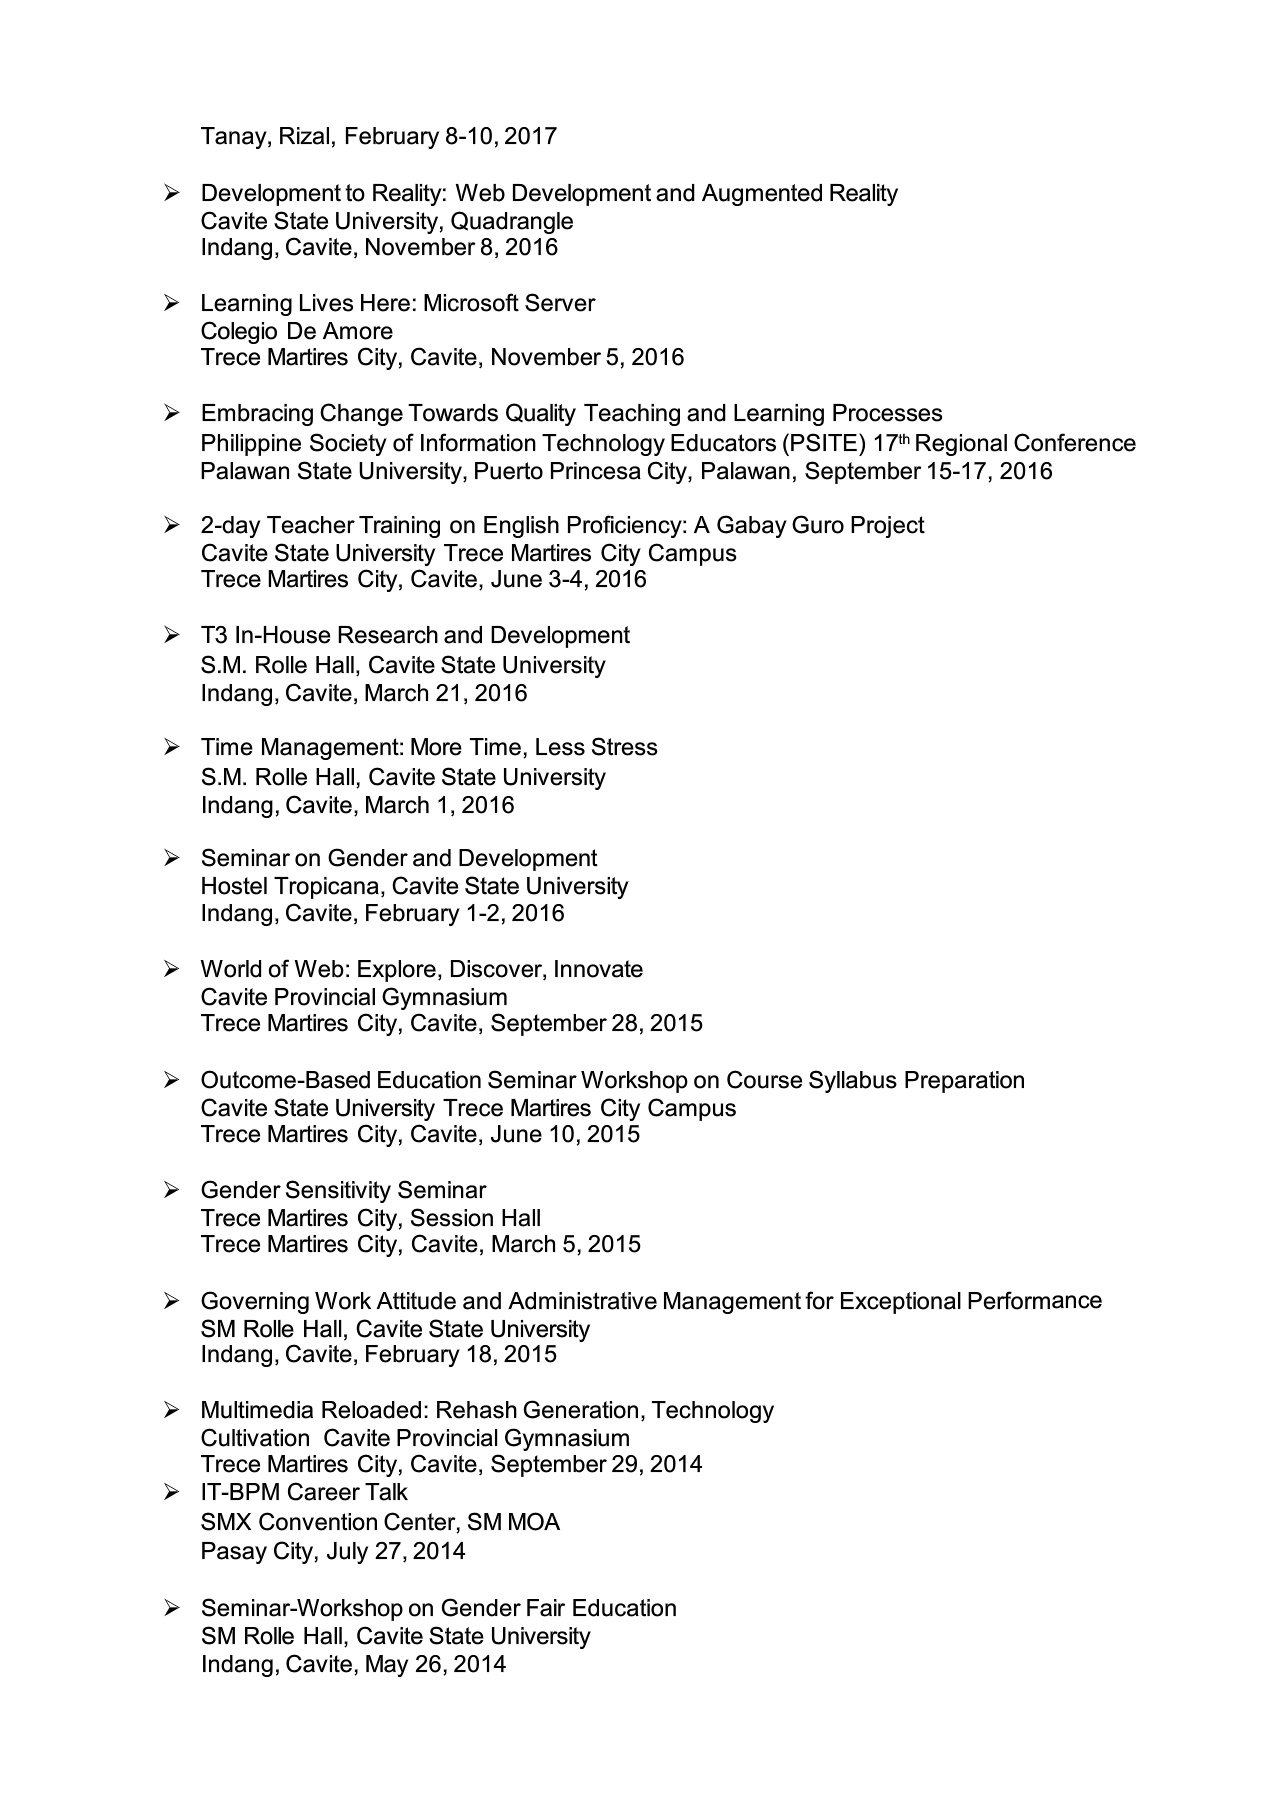 Tanay, Rizal, February 8-10, 2017
➢ Development to Reality: Web Development and Augmented Reality
Cavite State University, Quadrangle
Indang, Cavite, November 8, 2016
➢ Learning Lives Here: Microsoft Server
Colegio De Amore
Trece Martires City, Cavite, November 5, 2016
➢ Embracing Change Towards Quality Teaching and Learning Processes
Philippine Society of Information Technology Educators (PSITE) 17th Regional Conference
Palawan State University, Puerto Princesa City, Palawan, September 15-17, 2016
➢ 2-day Teacher Training on English Proficiency: A Gabay Guro Project
Cavite State University Trece Martires City Campus
Trece Martires City, Cavite, June 3-4, 2016
➢ T3 In-House Research and Development
S.M. Rolle Hall, Cavite State University
Indang, Cavite, March 21, 2016
➢ Time Management: More Time, Less Stress
S.M. Rolle Hall, Cavite State University
Indang, Cavite, March 1, 2016
➢ Seminar on Gender and Development
Hostel Tropicana, Cavite State University
Indang, Cavite, February 1-2, 2016
➢ World of Web: Explore, Discover, Innovate
Cavite Provincial Gymnasium
Trece Martires City, Cavite, September 28, 2015
➢ Outcome-Based Education Seminar Workshop on Course Syllabus Preparation
Cavite State University Trece Martires City Campus
Trece Martires City, Cavite, June 10, 2015
➢ Gender Sensitivity Seminar
Trece Martires City, Session Hall
Trece Martires City, Cavite, March 5, 2015
➢ Governing Work Attitude and Administrative Management for Exceptional Performance
SM Rolle Hall, Cavite State University
Indang, Cavite, February 18, 2015
➢ Multimedia Reloaded: Rehash Generation, Technology
Cultivation Cavite Provincial Gymnasium
Trece Martires City, Cavite, September 29, 2014
➢ IT-BPM Career Talk
SMX Convention Center, SM MOA
Pasay City, July 27, 2014
➢ Seminar-Workshop on Gender Fair Education
SM Rolle Hall, Cavite State University
Indang, Cavite, May 26, 2014